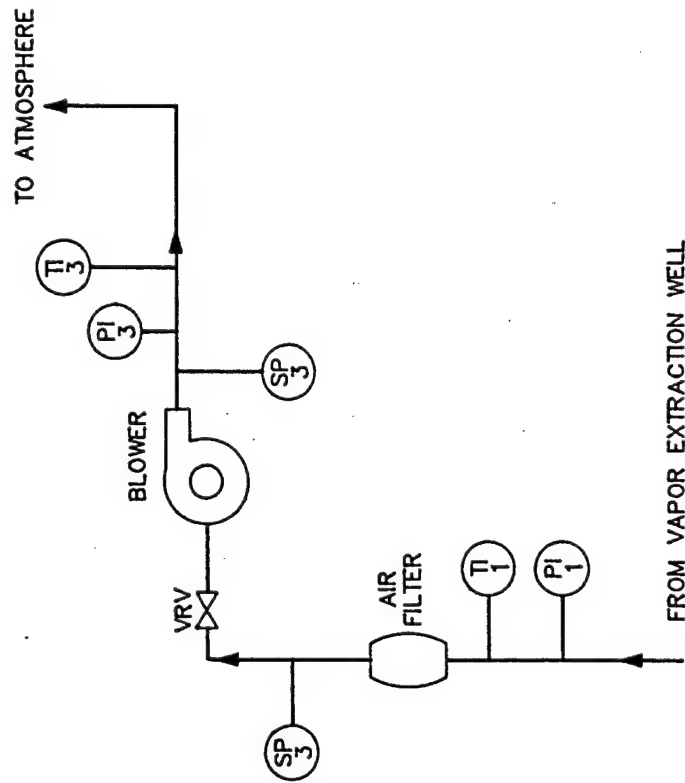 TO ATMOSPHERE
TI
3
PI
3
SP
3
BLOWER
VRV
SP
3
AIR
FILTER
TI
1
PI
1
FROM VAPOR EXTRACTION WELL